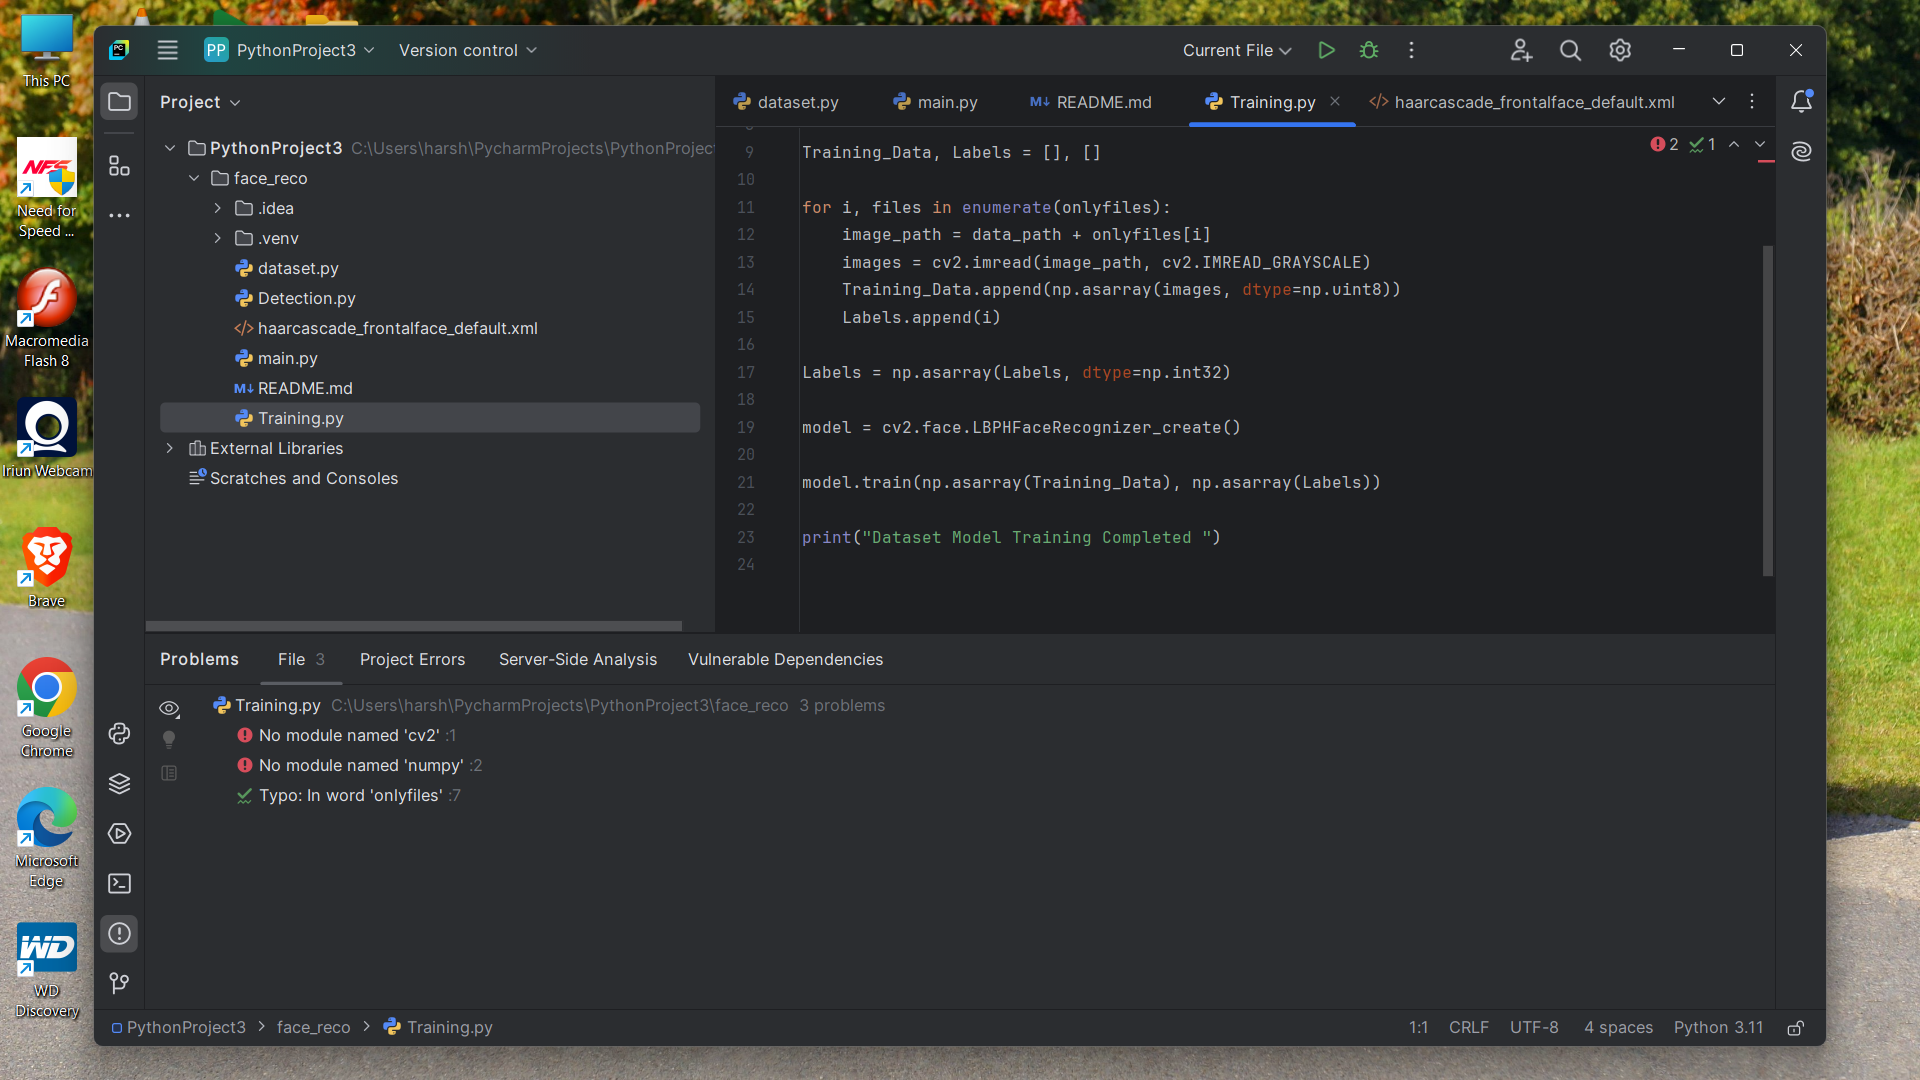 This PC
NFS
Need for
Speed ...
Macromedia
Flash 8
Iriun Webcam
Brave
Google
Chrome
Microsoft
Edge
WD
WD
Discovery
PC
PP PythonProject3
Version control
Current File
Project
PythonProject3 C:\Users\harsh\PycharmProjects\PythonProject
face_reco
.idea
.venv
dataset.py
Detection.py
</> haarcascade_frontalface_default.xml
main.py
M↓ README.md
Training.py
External Libraries
Scratches and Consoles
dataset.py
main.py
M↓ README.md
Training.py
</> haarcascade_frontalface_default.xml
2 1
9 Training_Data, Labels = [], []
10
11 for i, files in enumerate(onlyfiles):
12 image_path = data_path + onlyfiles[i]
13 images = cv2.imread(image_path, cv2.IMREAD_GRAYSCALE)
14 Training_Data.append(np.asarray(images, dtype=np.uint8))
15 Labels.append(i)
16
17 Labels = np.asarray(Labels, dtype=np.int32)
18
19 model = cv2.face.LBPHFaceRecognizer_create()
20
21 model.train(np.asarray(Training_Data), np.asarray(Labels))
22
23 print("Dataset Model Training Completed ")
24
Problems File 3 Project Errors Server-Side Analysis Vulnerable Dependencies
Training.py C:\Users\harsh\PycharmProjects\PythonProject3\face_reco 3 problems
No module named 'cv2' :1
No module named 'numpy' :2
Typo: In word 'onlyfiles' :7
PythonProject3 > face_reco > Training.py
1:1 CRLF UTF-8 4 spaces Python 3.11